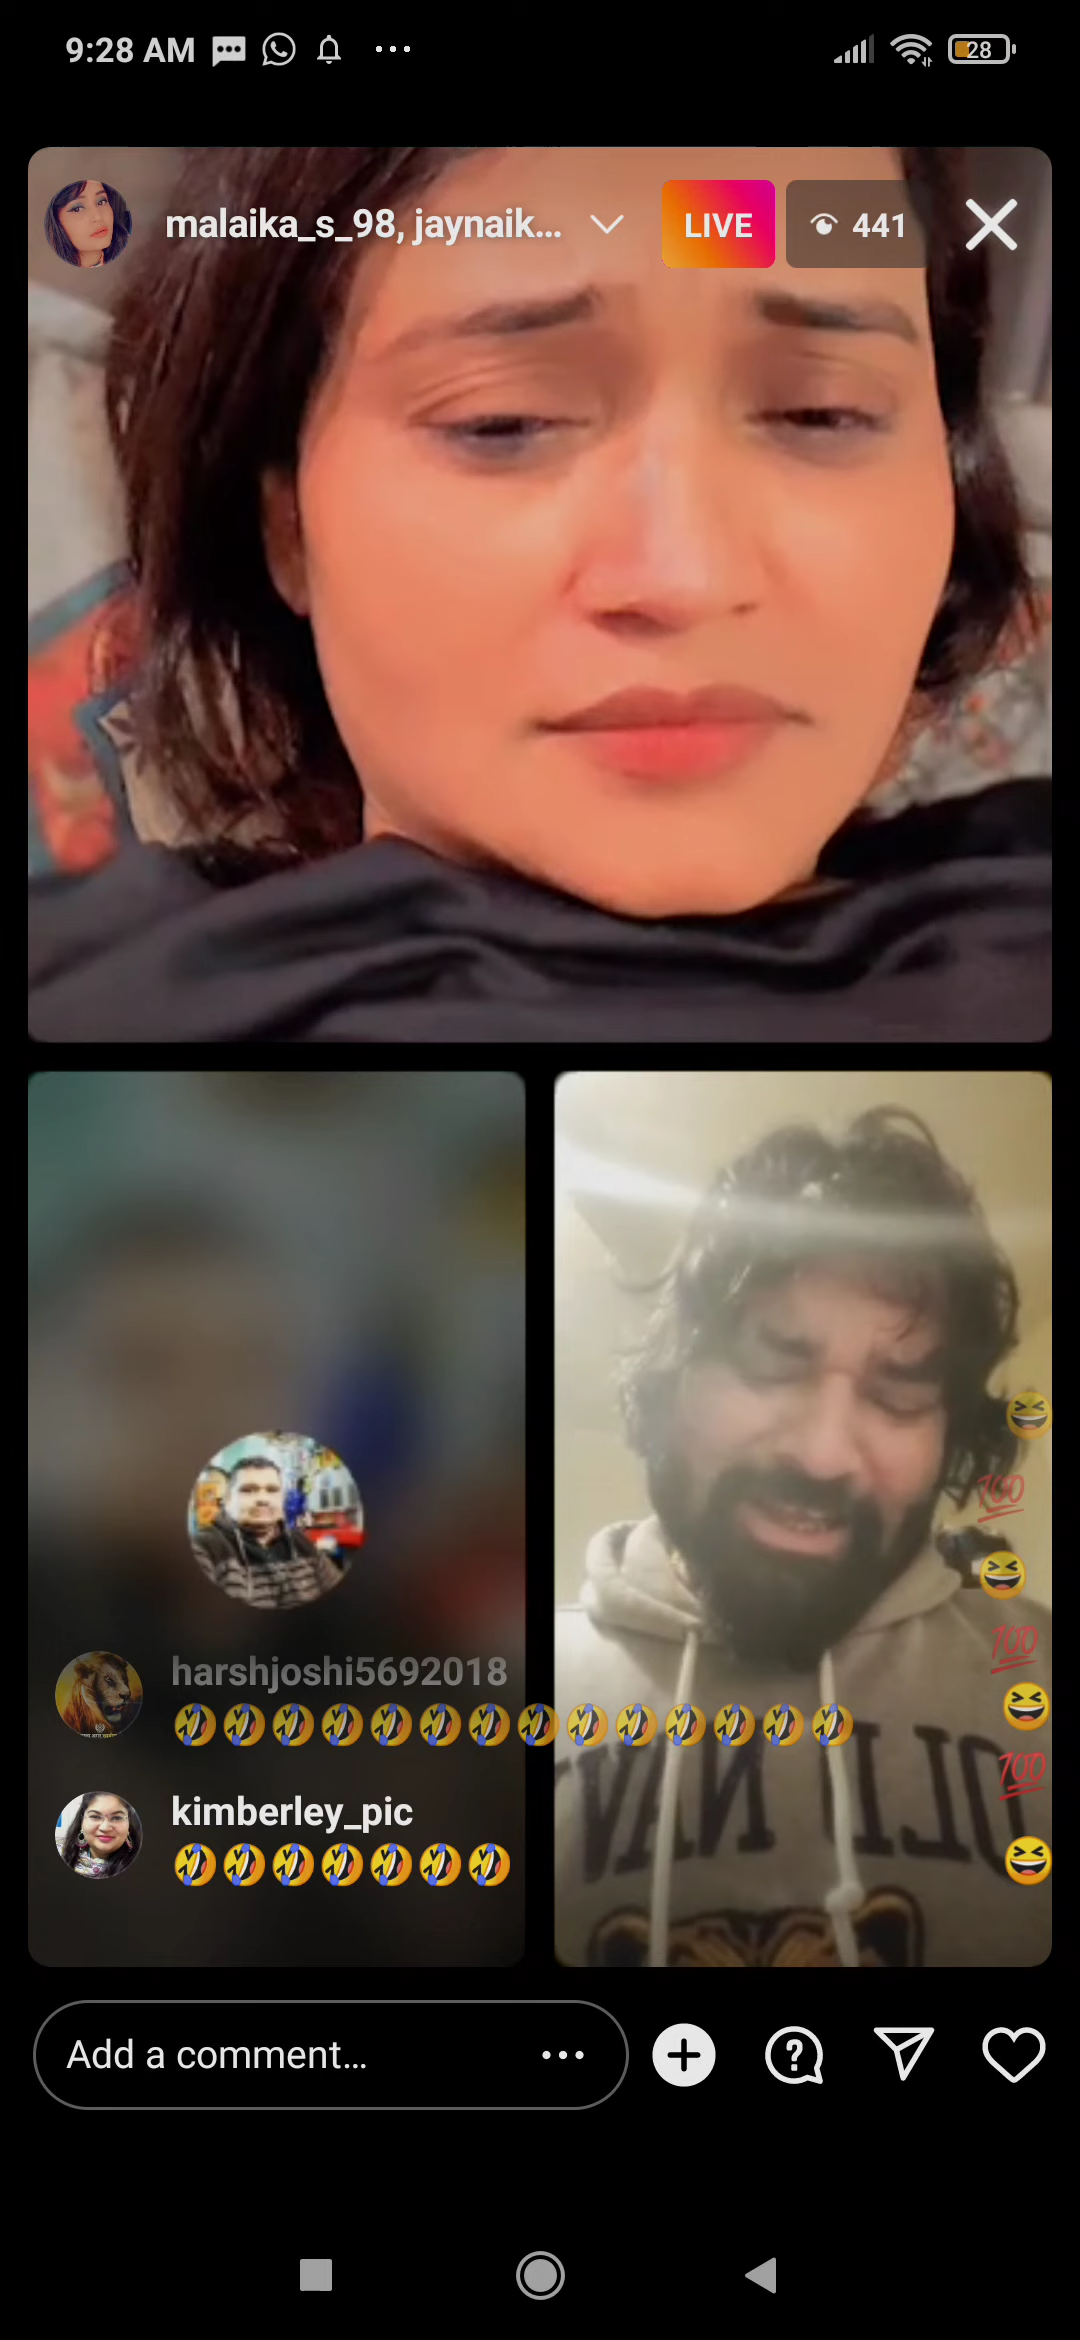 9:28 AM
28
malaika_s_98, jaynaik...
LIVE
441
harshjoshi5692018
🤣🤣🤣🤣🤣🤣🤣🤣🤣🤣🤣🤣🤣🤣
kimberley_pic
🤣🤣🤣🤣🤣🤣🤣
Add a comment...